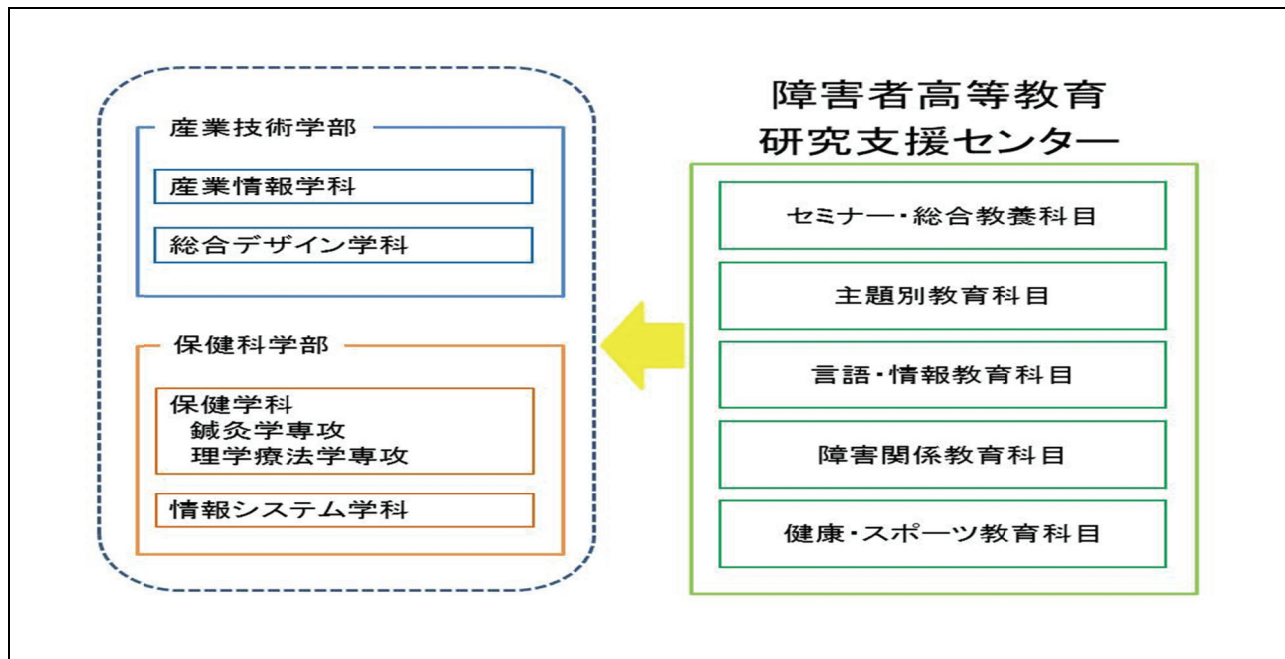 産業技術学部
産業情報学科
総合デザイン学科
保健科学部
保健学科
鍼灸学専攻
理学療法学専攻
情報システム学科
障害者高等教育
研究支援センター
セミナー・総合教養科目
主題別教育科目
言語・情報教育科目
障害関係教育科目
健康・スポーツ教育科目